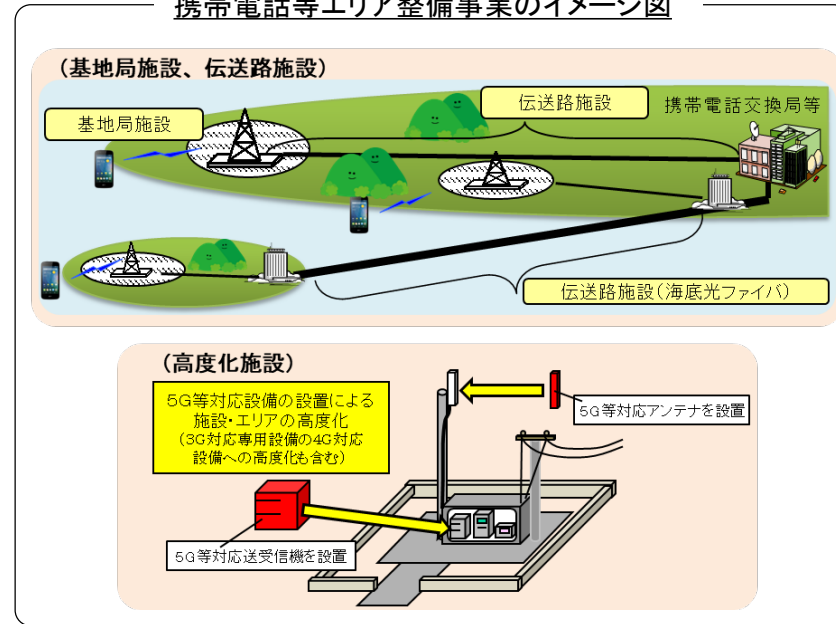 携帯電話等エリア整備事業のイメージ図
(基地局施設、伝送路施設)
伝送路施設
携帯電話交換局等
基地局施設
伝送路施設(海底光ファイバ)
(高度化施設)
5G等対応設備の設置による
施設・エリアの高度化
(3G対応専用設備の4G対応
設備への高度化も含む)
5G等対応アンテナを設置
5G等対応送受信機を設置